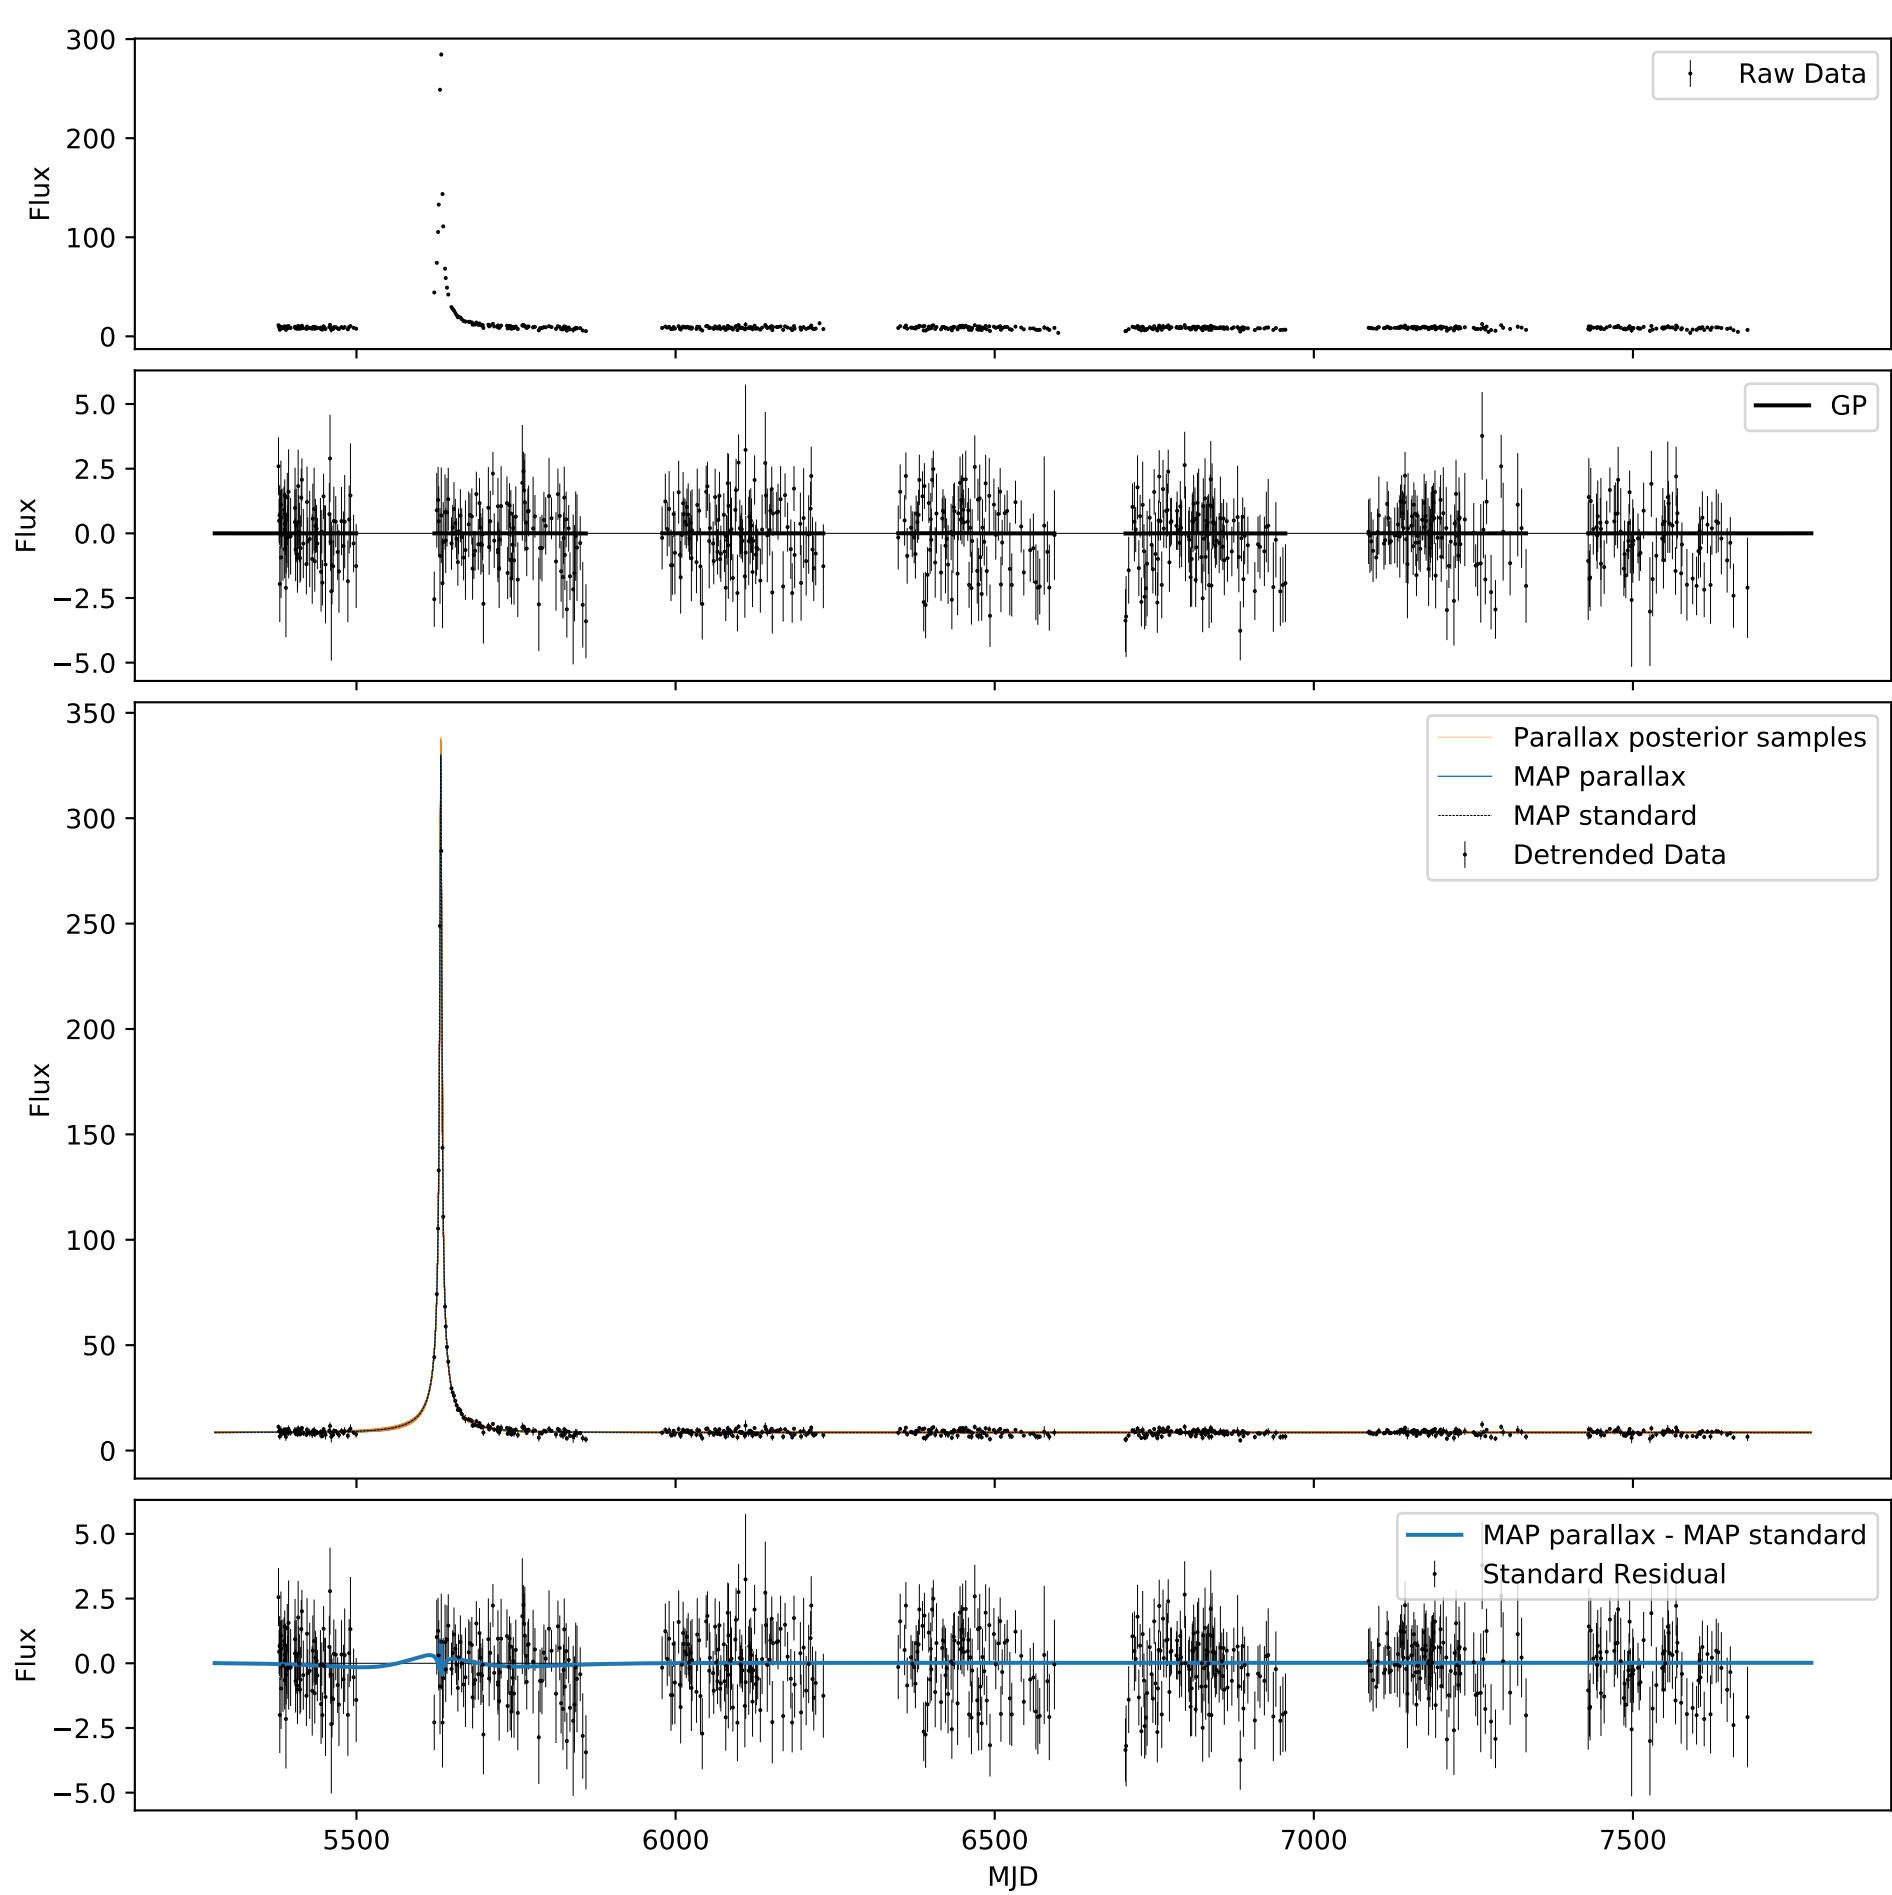 300
200
100
0
Flux
Raw Data
5.0
2.5
0.0
−2.5
−5.0
Flux
GP
350
300
250
200
150
100
50
0
Flux
Parallax posterior samples
MAP parallax
MAP standard
Detrended Data
5.0
2.5
0.0
−2.5
−5.0
Flux
MAP parallax - MAP standard
Standard Residual
5500
6000
6500
7000
7500
MJD